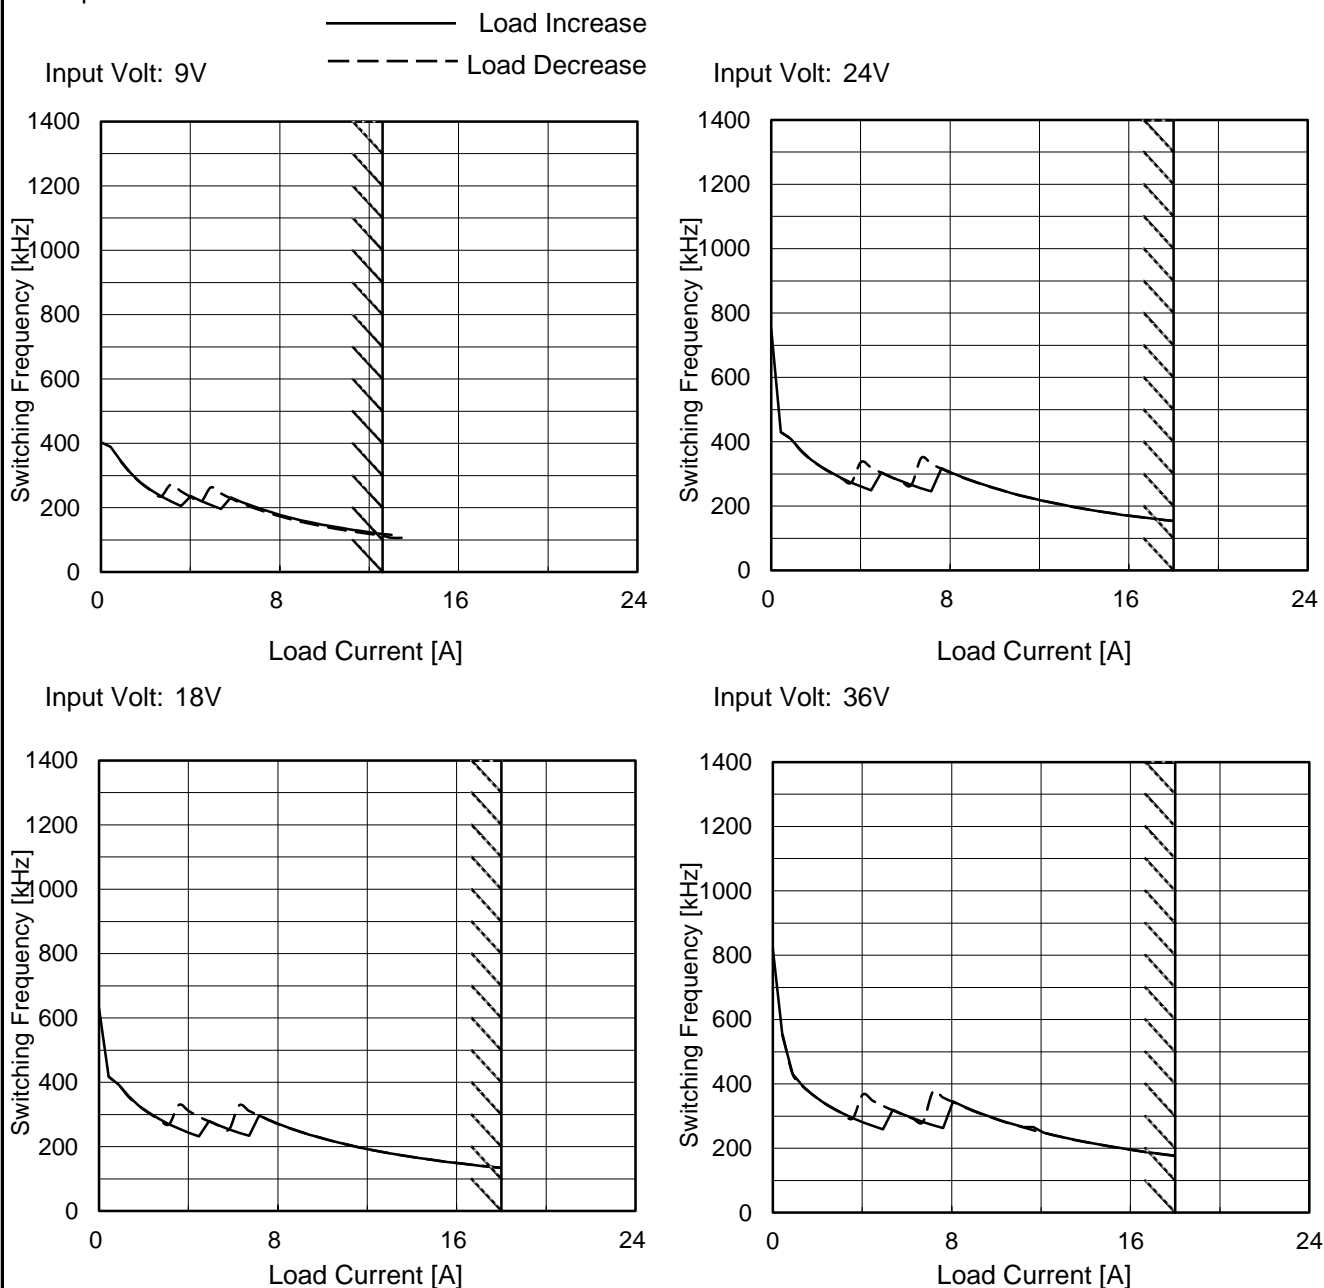 Load Increase
Load Decrease
Input Volt: 9V
1400
1200
1000
800
600
400
200
0
0 8 16 24
Switching Frequency [kHz]
Load Current [A]
Input Volt: 24V
1400
1200
1000
800
600
400
200
0
0 8 16 24
Switching Frequency [kHz]
Load Current [A]
Input Volt: 18V
1400
1200
1000
800
600
400
200
0
0 8 16 24
Switching Frequency [kHz]
Load Current [A]
Input Volt: 36V
1400
1200
1000
800
600
400
200
0
0 8 16 24
Switching Frequency [kHz]
Load Current [A]